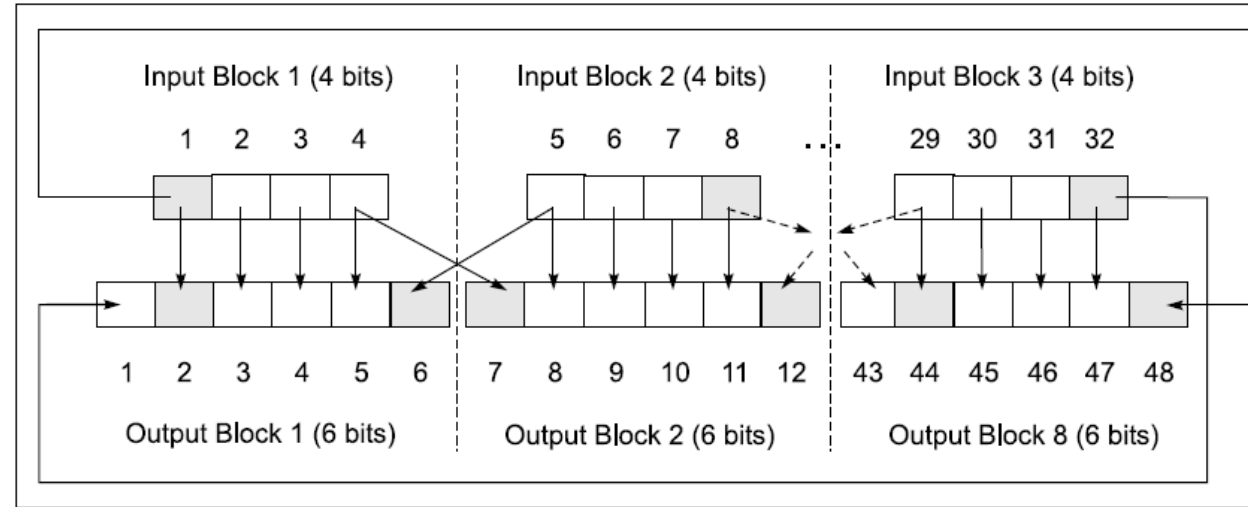 Input Block 1 (4 bits) Input Block 2 (4 bits) Input Block 3 (4 bits)
1 2 3 4 5 6 7 8 ... 29 30 31 32
1 2 3 4 5 6 7 8 9 10 11 12 43 44 45 46 47 48
Output Block 1 (6 bits) Output Block 2 (6 bits) Output Block 8 (6 bits)